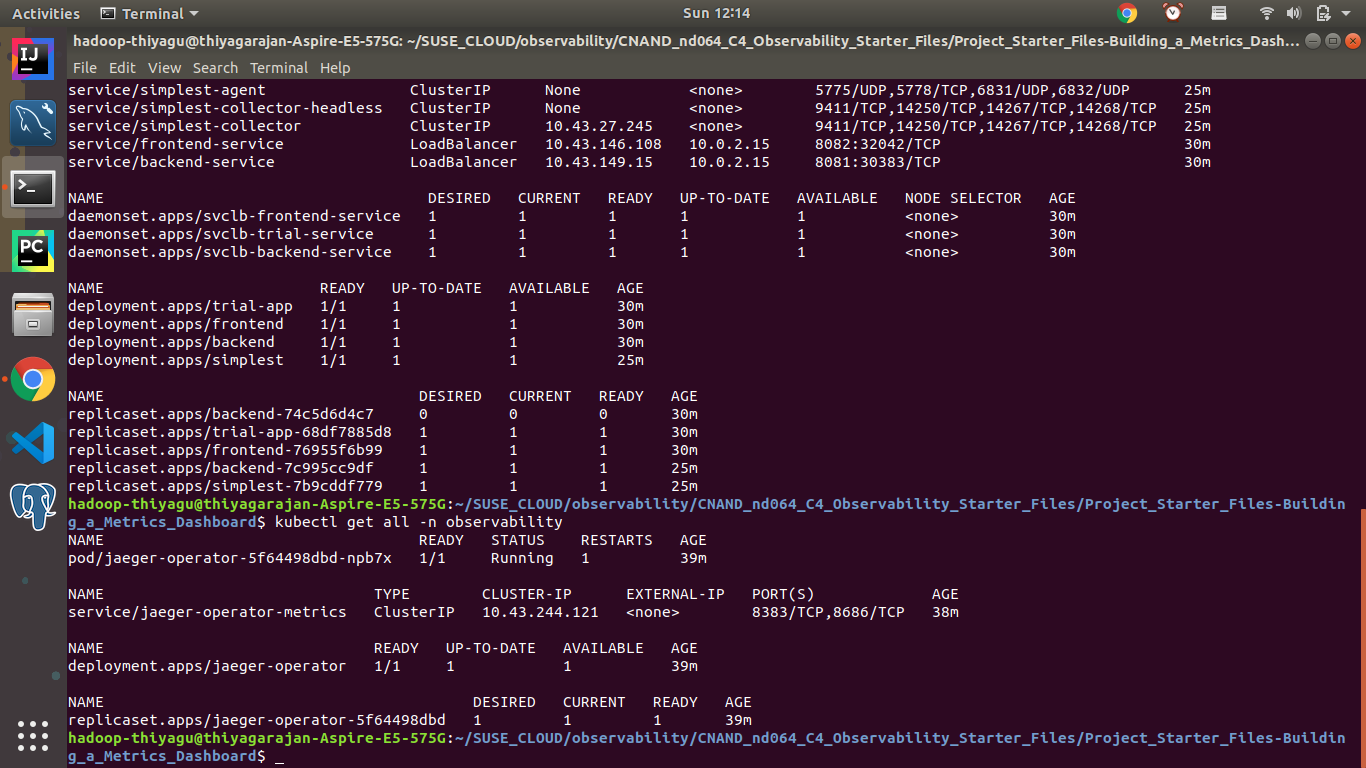 Activities Terminal Sun 12:14
hadoop-thiyagu@thiyagarajan-Aspire-E5-575G: ~/SUSE_CLOUD/observability/CNAND_nd064_C4_Observability_Starter_Files/Project_Starter_Files-Building_a_Metrics_Dash...
File Edit View Search Terminal Help
service/simplest-agent ClusterIP None <none> 5775/UDP,5778/TCP,6831/UDP,6832/UDP 25m
service/simplest-collector-headless ClusterIP None <none> 9411/TCP,14250/TCP,14267/TCP,14268/TCP 25m
service/simplest-collector ClusterIP 10.43.27.245 <none> 9411/TCP,14250/TCP,14267/TCP,14268/TCP 25m
service/frontend-service LoadBalancer 10.43.146.108 10.0.2.15 8082:32042/TCP 30m
service/backend-service LoadBalancer 10.43.149.15 10.0.2.15 8081:30383/TCP 30m
NAME DESIRED CURRENT READY UP-TO-DATE AVAILABLE NODE SELECTOR AGE
daemonset.apps/svclb-frontend-service 1 1 1 1 1 <none> 30m
daemonset.apps/svclb-trial-service 1 1 1 1 1 <none> 30m
daemonset.apps/svclb-backend-service 1 1 1 1 1 <none> 30m
NAME READY UP-TO-DATE AVAILABLE AGE
deployment.apps/trial-app 1/1 1 1 30m
deployment.apps/frontend 1/1 1 1 30m
deployment.apps/backend 1/1 1 1 30m
deployment.apps/simplest 1/1 1 1 25m
NAME DESIRED CURRENT READY AGE
replicaset.apps/backend-74c5d6d4c7 0 0 0 30m
replicaset.apps/trial-app-68df7885d8 1 1 1 30m
replicaset.apps/frontend-76955f6b99 1 1 1 30m
replicaset.apps/backend-7c995cc9df 1 1 1 25m
replicaset.apps/simplest-7b9cddf779 1 1 1 25m
hadoop-thiyagu@thiyagarajan-Aspire-E5-575G:~/SUSE_CLOUD/observability/CNAND_nd064_C4_Observability_Starter_Files/Project_Starter_Files-Buildin
g_a_Metrics_Dashboard$ kubectl get all -n observability
NAME READY STATUS RESTARTS AGE
pod/jaeger-operator-5f64498dbd-npb7x 1/1 Running 1 39m
NAME TYPE CLUSTER-IP EXTERNAL-IP PORT(S) AGE
service/jaeger-operator-metrics ClusterIP 10.43.244.121 <none> 8383/TCP,8686/TCP 38m
NAME READY UP-TO-DATE AVAILABLE AGE
deployment.apps/jaeger-operator 1/1 1 1 39m
NAME DESIRED CURRENT READY AGE
replicaset.apps/jaeger-operator-5f64498dbd 1 1 1 39m
hadoop-thiyagu@thiyagarajan-Aspire-E5-575G:~/SUSE_CLOUD/observability/CNAND_nd064_C4_Observability_Starter_Files/Project_Starter_Files-Buildin
g_a_Metrics_Dashboard$ _
IJ
PC